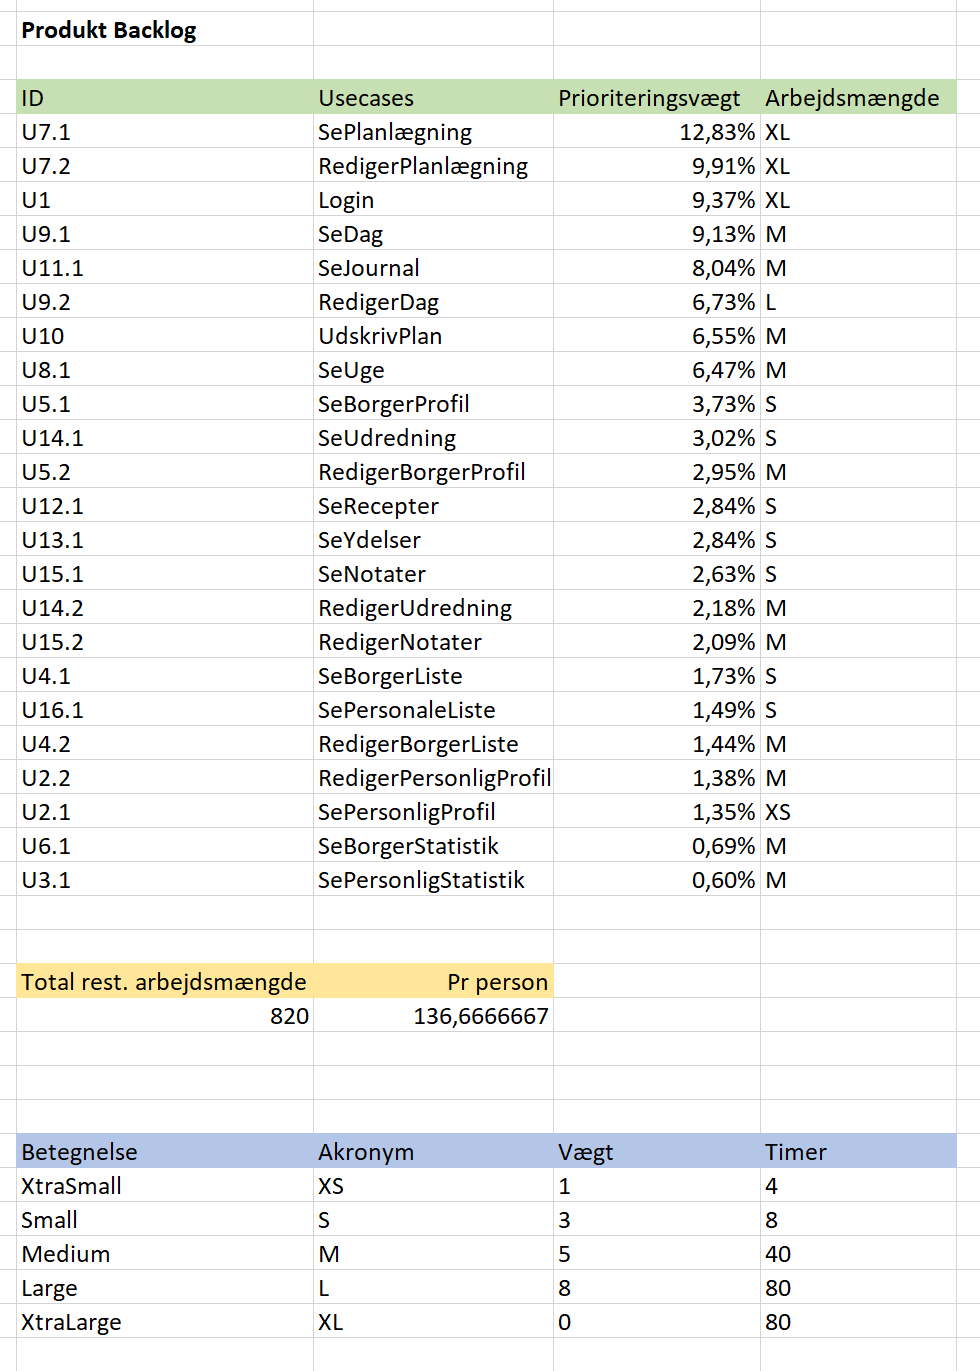 Produkt Backlog
ID Usecases Prioriteringsvægt Arbejdsmængde
U7.1 SePlanlægning 12,83% XL
U7.2 RedigerPlanlægning 9,91% XL
U1 Login 9,37% XL
U9.1 SeDag 9,13% M
U11.1 SeJournal 8,04% M
U9.2 RedigerDag 6,73% L
U10 UdskrivPlan 6,55% M
U8.1 SeUge 6,47% M
U5.1 SeBorgerProfil 3,73% S
U14.1 SeUdredning 3,02% S
U5.2 RedigerBorgerProfil 2,95% M
U12.1 SeRecepter 2,84% S
U13.1 SeYdelser 2,84% S
U15.1 SeNotater 2,63% S
U14.2 RedigerUdredning 2,18% M
U15.2 RedigerNotater 2,09% M
U4.1 SeBorgerListe 1,73% S
U16.1 SePersonaleListe 1,49% S
U4.2 RedigerBorgerListe 1,44% M
U2.2 RedigerPersonligProfil 1,38% M
U2.1 SePersonligProfil 1,35% XS
U6.1 SeBorgerStatistik 0,69% M
U3.1 SePersonligStatistik 0,60% M
Total rest. arbejdsmængde Pr person
820 136,6666667
Betegnelse Akronym Vægt Timer
XtraSmall XS 1 4
Small S 3 8
Medium M 5 40
Large L 8 80
XtraLarge XL 0 80